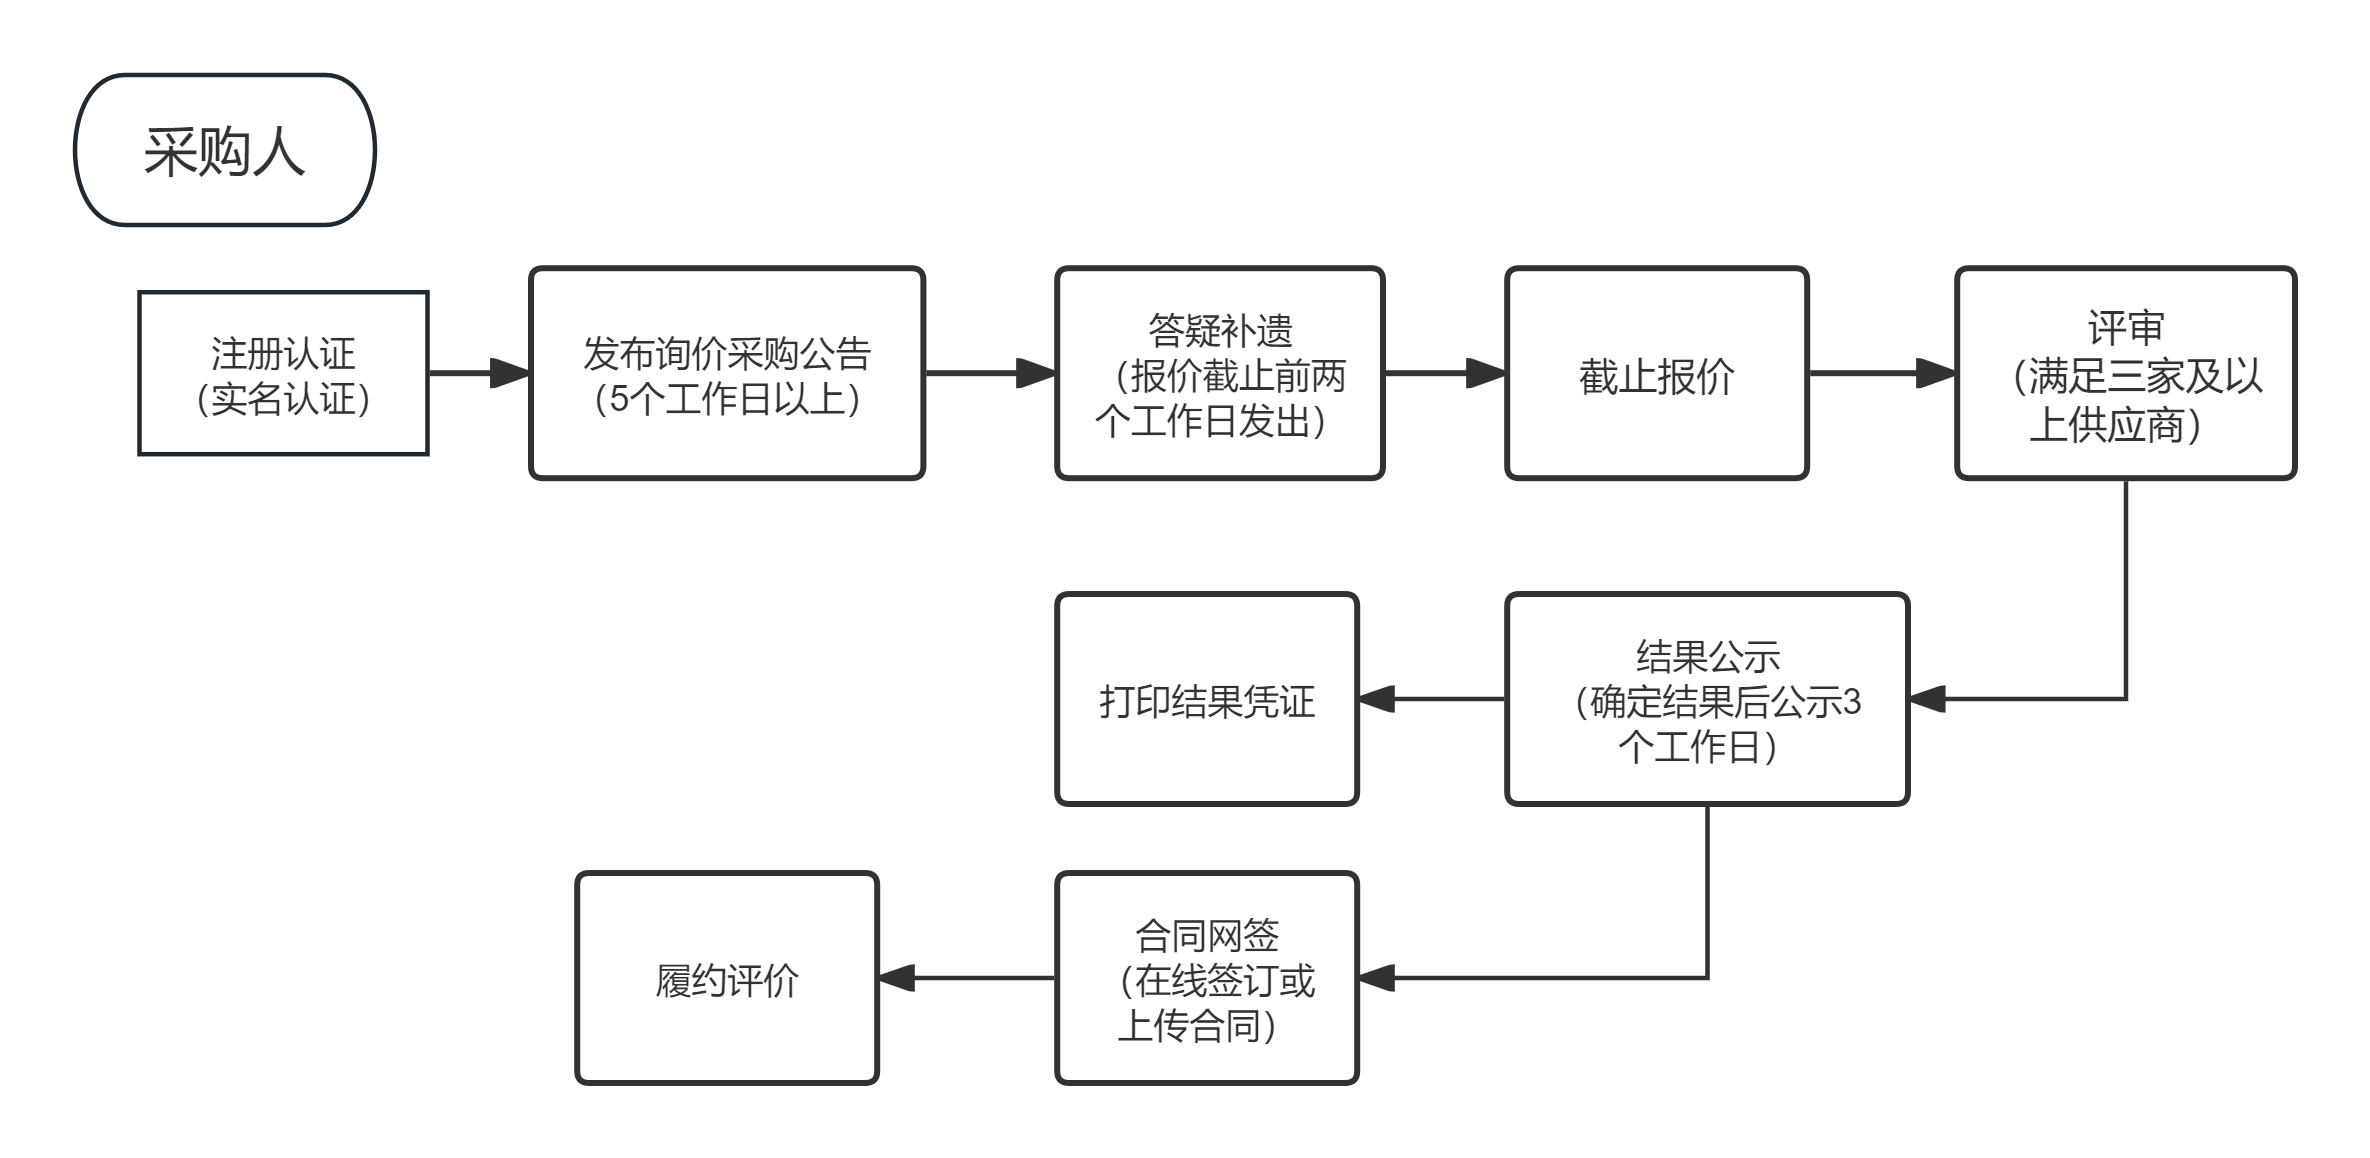 采购人
注册认证
（实名认证）
发布询价采购公告
（5个工作日以上）
答疑补遗
（报价截止前两
个工作日发出）
截止报价
评审
（满足三家及以
上供应商）
打印结果凭证
结果公示
（确定结果后公示3
个工作日）
履约评价
合同网签
（在线签订或
上传合同）